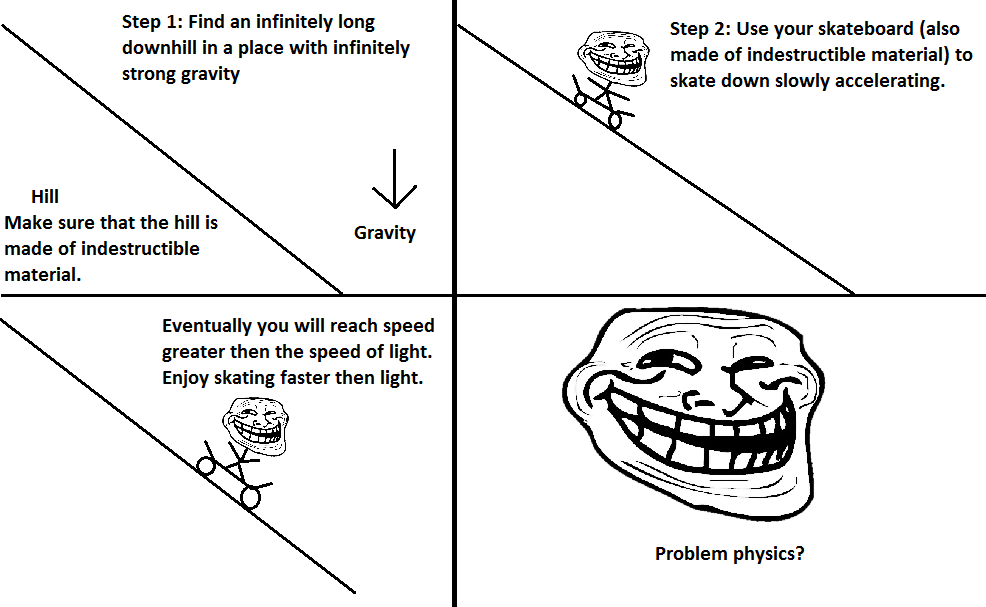 Step 1: Find an infinitely long
downhill in a place with infinitely
strong gravity
Hill
Make sure that the hill is
made of indestructible
material.
Gravity
Step 2: Use your skateboard (also
made of indestructible material) to
skate down slowly accelerating.
Eventually you will reach speed
greater then the speed of light.
Enjoy skating faster then light.
Problem physics?